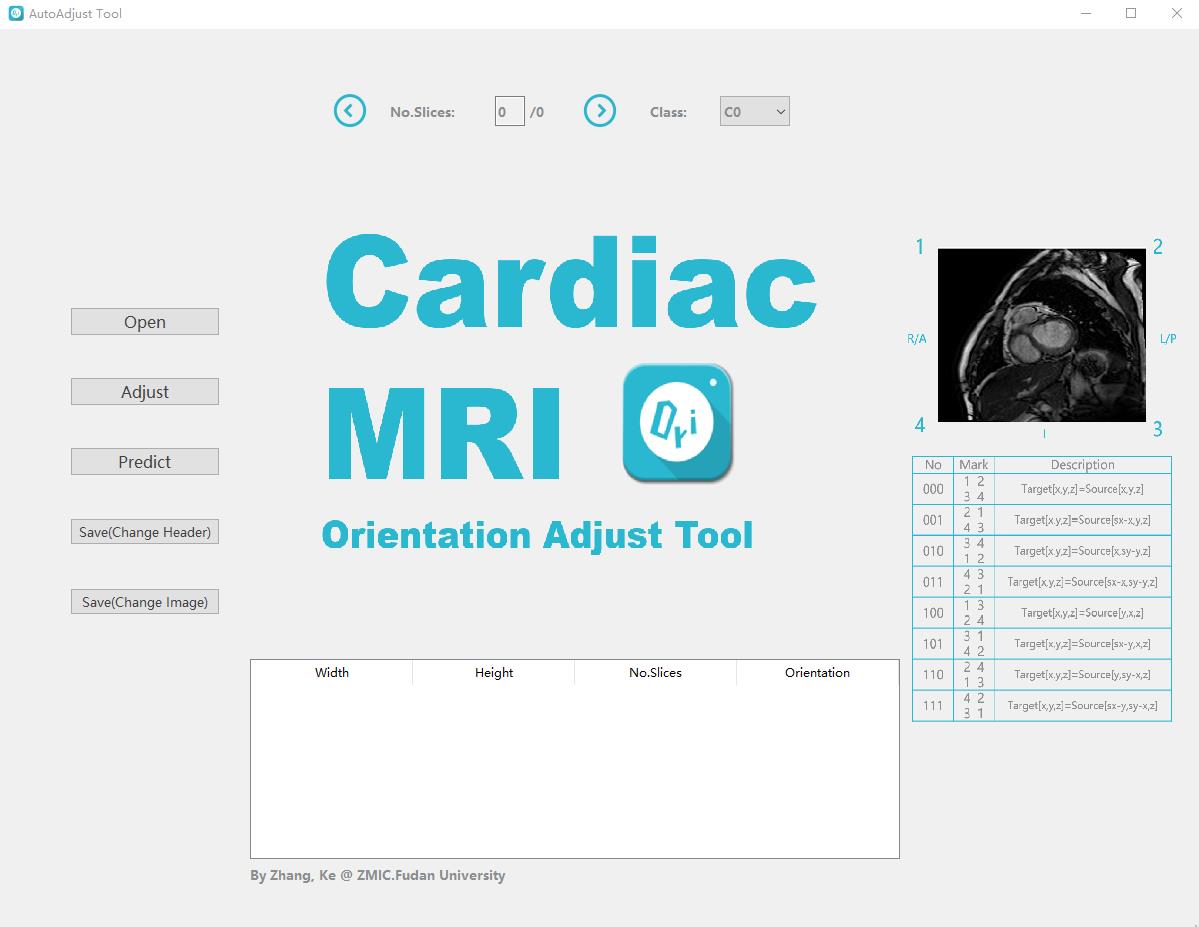 AutoAdjust Tool
No.Slices: 0 /0 Class: C0
Cardiac
MRI
Dri
Orientation Adjust Tool
Open
Adjust
Predict
Save(Change Header)
Save(Change Image)
1 2
R/A L/P
4 I 3
No Mark Description
000 1 2 Target[x,y,z]=Source[x,y,z]
3 4
001 2 1 Target[x,y,z]=Source[sx-x,y,z]
4 3
010 3 4 Target[x,y,z]=Source[x,sy-y,z]
1 2
011 4 3 Target[x,y,z]=Source[sx-x,sy-y,z]
2 1
100 1 3 Target[x,y,z]=Source[y,x,z]
2 4
101 3 1 Target[x,y,z]=Source[sx-y,x,z]
4 2
110 2 4 Target[x,y,z]=Source[y,sy-x,z]
1 3
111 4 2 Target[x,y,z]=Source[sx-y,sy-x,z]
3 1
Width Height No.Slices Orientation
By Zhang, Ke @ ZMIC.Fudan University